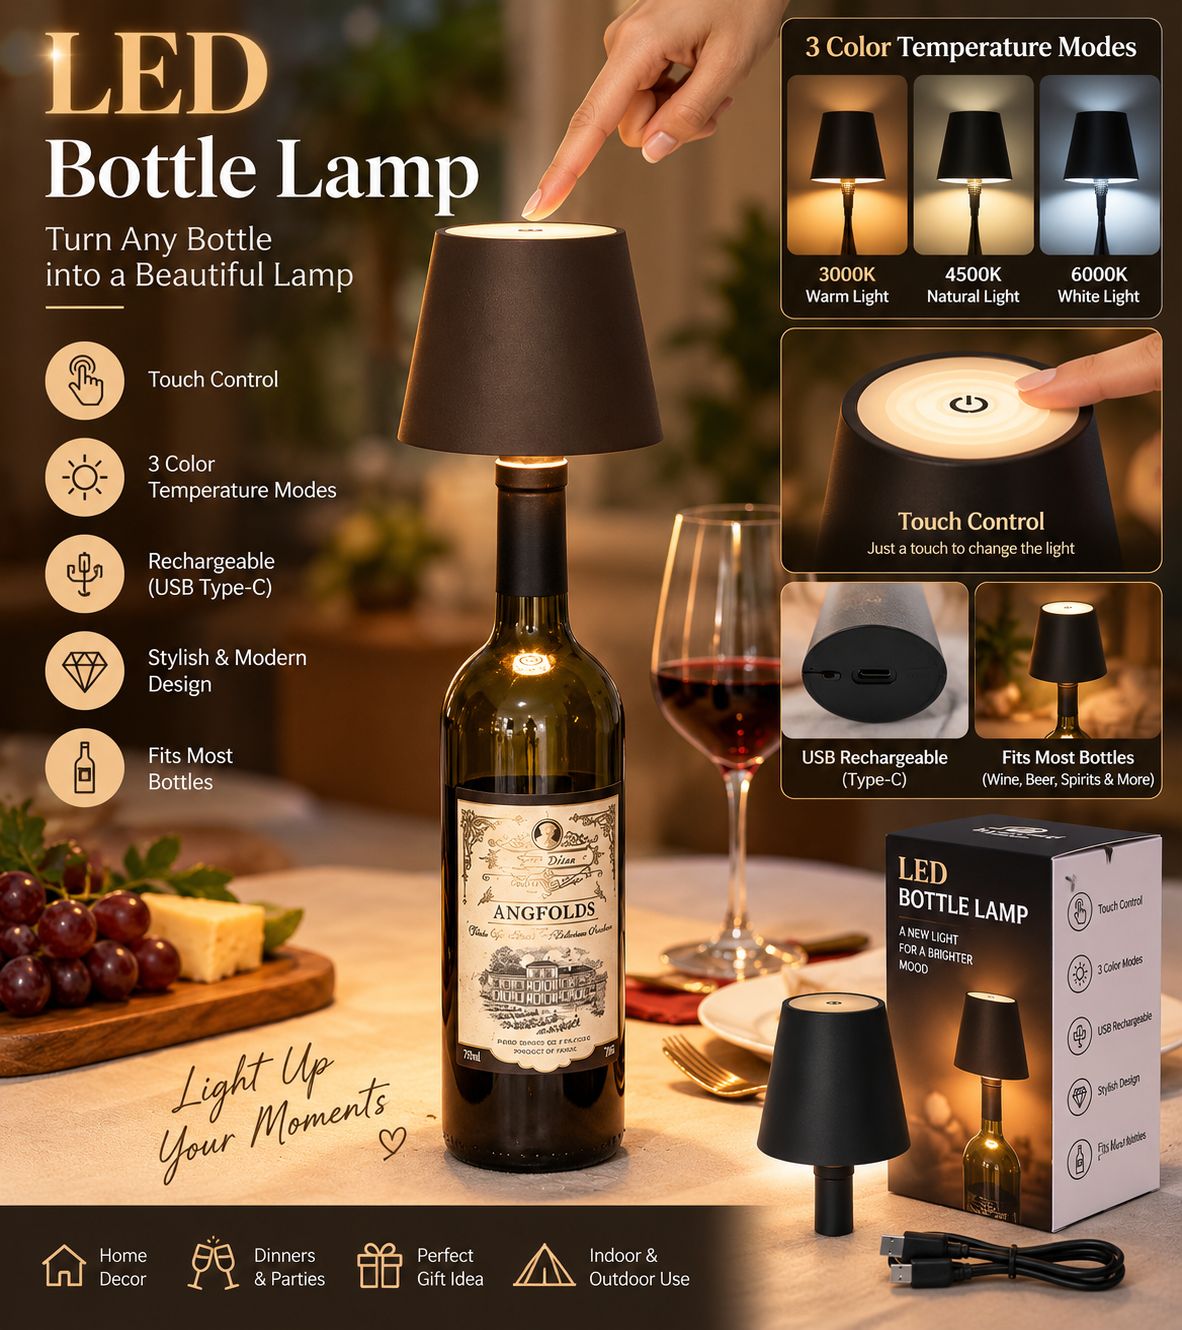 LED
Bottle Lamp
Turn Any Bottle
into a Beautiful Lamp
Touch Control
3 Color
Temperature Modes
Rechargeable
(USB Type-C)
Stylish & Modern
Design
Fits Most
Bottles
3 Color Temperature Modes
3000K
Warm Light
4500K
Natural Light
6000K
White Light
Touch Control
Just a touch to change the light
USB Rechargeable
(Type-C)
Fits Most Bottles
(Wine, Beer, Spirits & More)
ANGFOLDS
750ml
LED
BOTTLE LAMP
A NEW LIGHT
FOR A BRIGHTER
MOOD
Touch Control
3 Color Modes
USB Rechargeable
Stylish Design
Fits Most
Light Up
Your Moments
Home
Decor
Dinners
& Parties
Perfect
Gift Idea
Indoor &
Outdoor Use